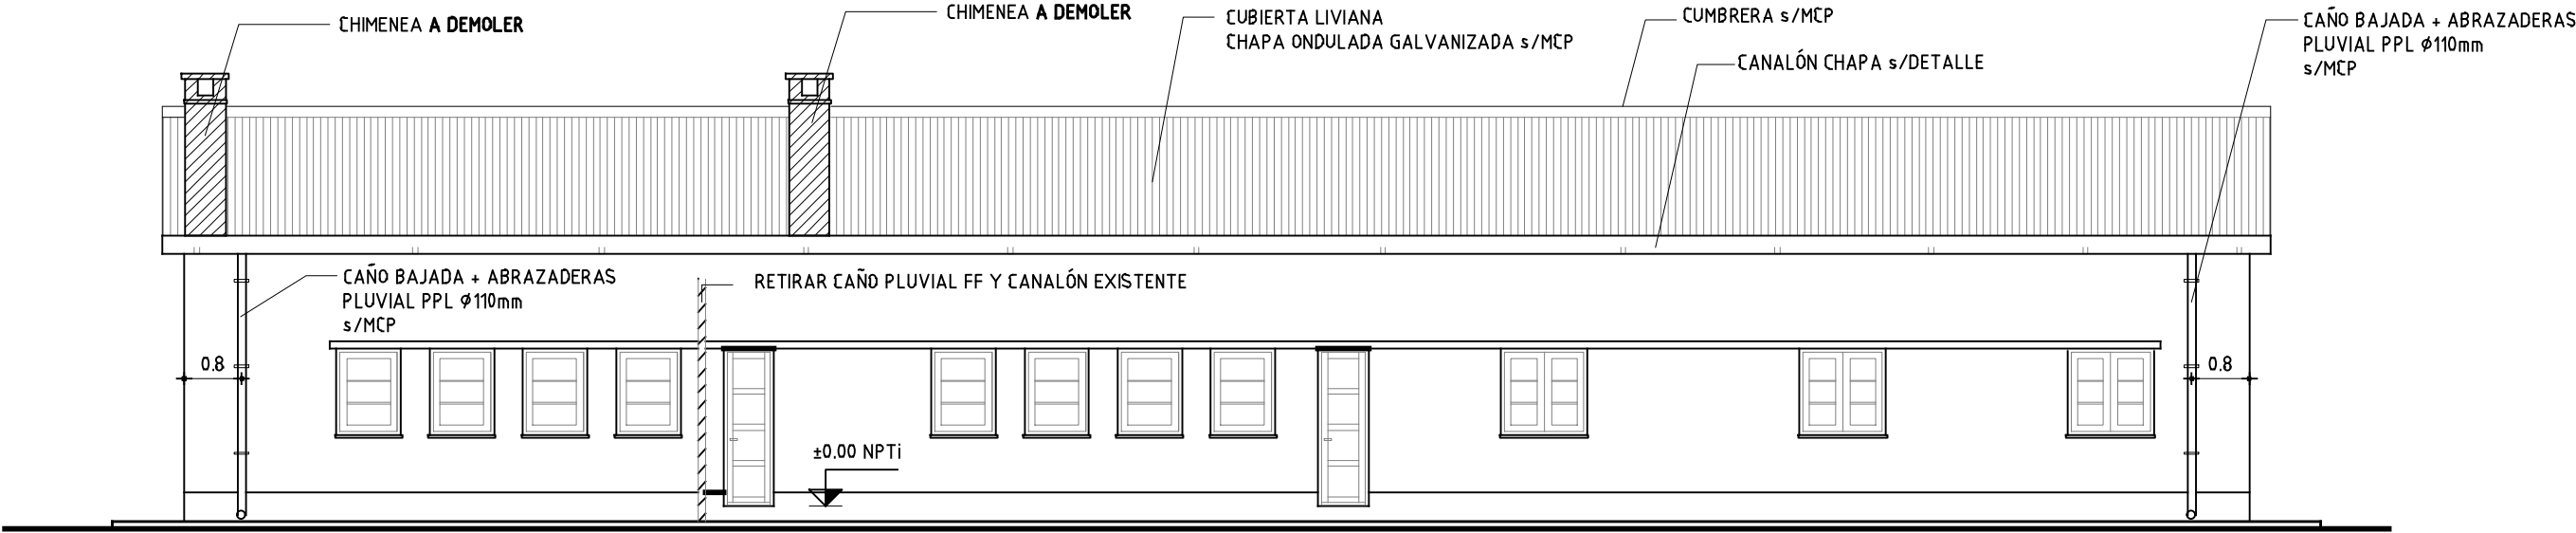 CHIMENEA A DEMOLER
CHIMENEA A DEMOLER
CUBIERTA LIVIANA
CHAPA ONDULADA GALVANIZADA s/MCP
CUMBRERA s/MCP
CANALÓN CHAPA s/DETALLE
CAÑO BAJADA + ABRAZADERAS
PLUVIAL PPL Ø110mm
s/MCP
CAÑO BAJADA + ABRAZADERAS
PLUVIAL PPL Ø110mm
s/MCP
RETIRAR CAÑO PLUVIAL FF Y CANALÓN EXISTENTE
0.8
0.8
±0.00 NPTi